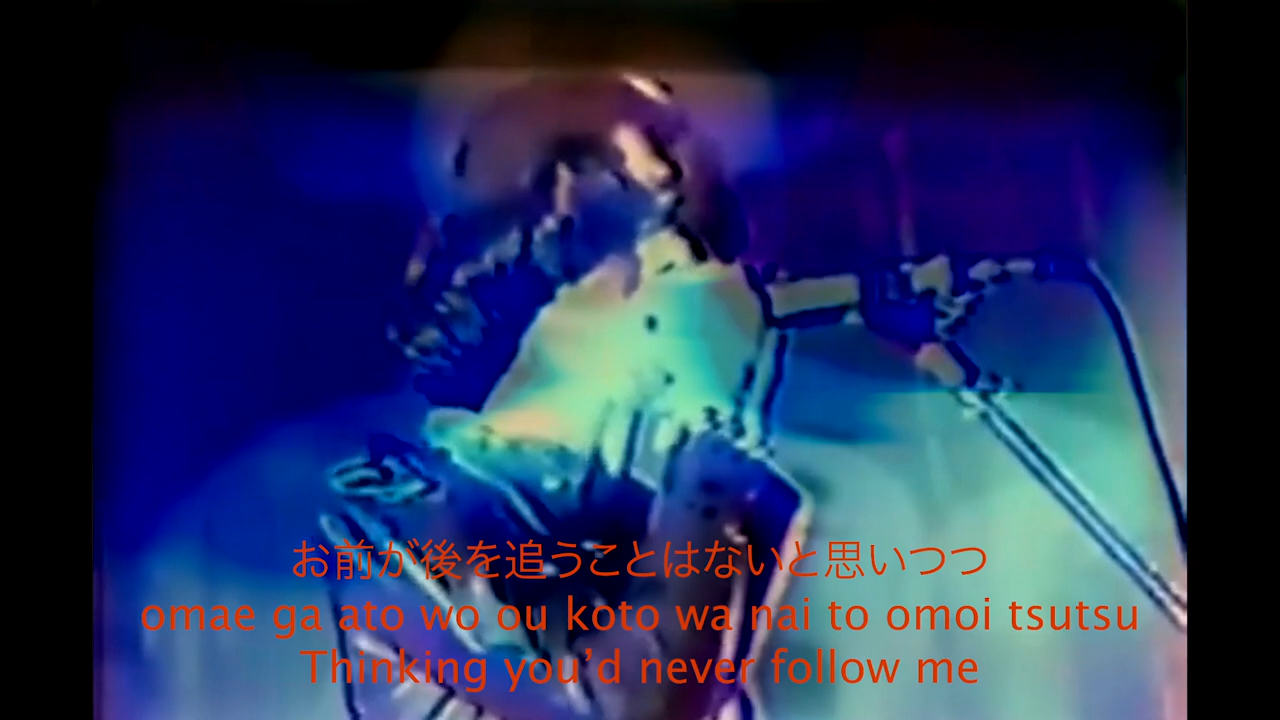 お前が後を追うことはないと思いつつ
omae ga ato wo ou koto wa nai to omoi tsutsu
Thinking you’d never follow me